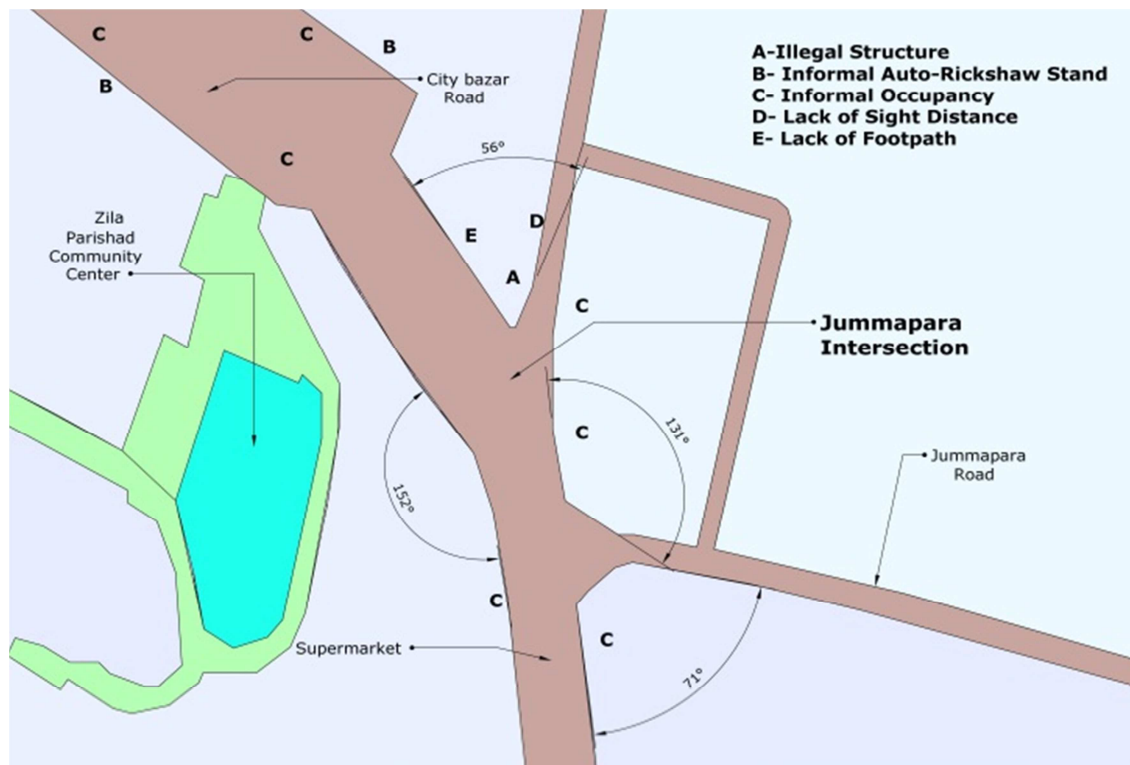 C
C
B
B
City bazar
Road
A-Illegal Structure
B- Informal Auto-Rickshaw Stand
C- Informal Occupancy
D- Lack of Sight Distance
E- Lack of Footpath
C
56°
Zila
Parishad
Community
Center
D
E
A
C
Jummapara
Intersection
C
131°
Jummapara
Road
152°
C
C
Supermarket
71°